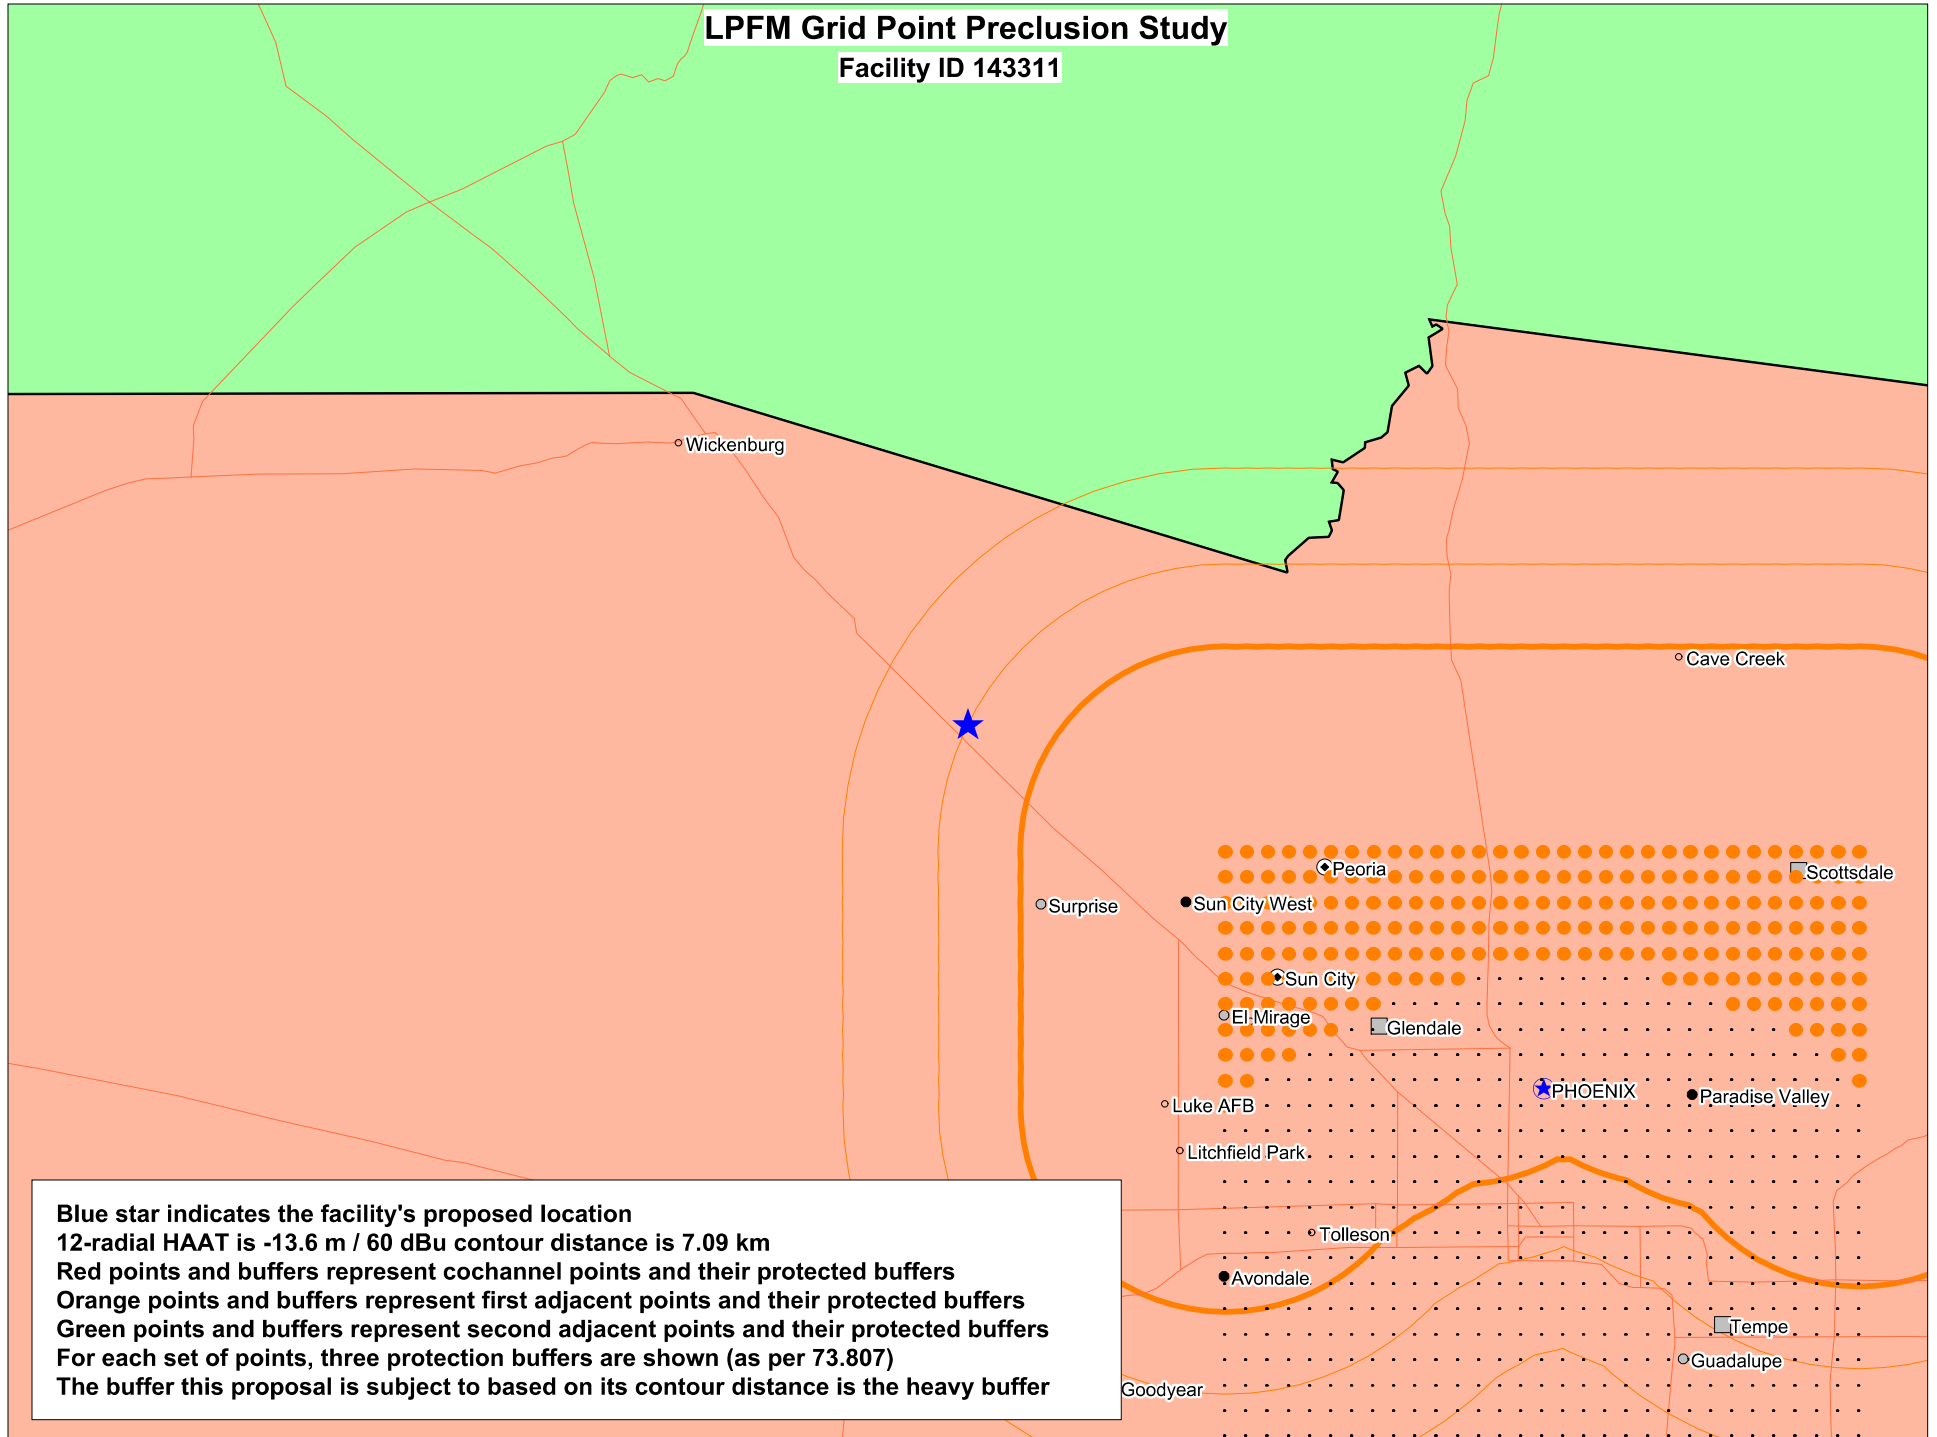 LPFM Grid Point Preclusion Study
Facility ID 143311
Wickenburg
Cave Creek
Peoria
Scottsdale
Surprise
Sun City West
Sun City
El Mirage
Glendale
PHOENIX
Paradise Valley
Luke AFB
Litchfield Park
Tolleson
Avondale
Tempe
Guadalupe
Goodyear
Blue star indicates the facility's proposed location
12-radial HAAT is -13.6 m / 60 dBu contour distance is 7.09 km
Red points and buffers represent cochannel points and their protected buffers
Orange points and buffers represent first adjacent points and their protected buffers
Green points and buffers represent second adjacent points and their protected buffers
For each set of points, three protection buffers are shown (as per 73.807)
The buffer this proposal is subject to based on its contour distance is the heavy buffer